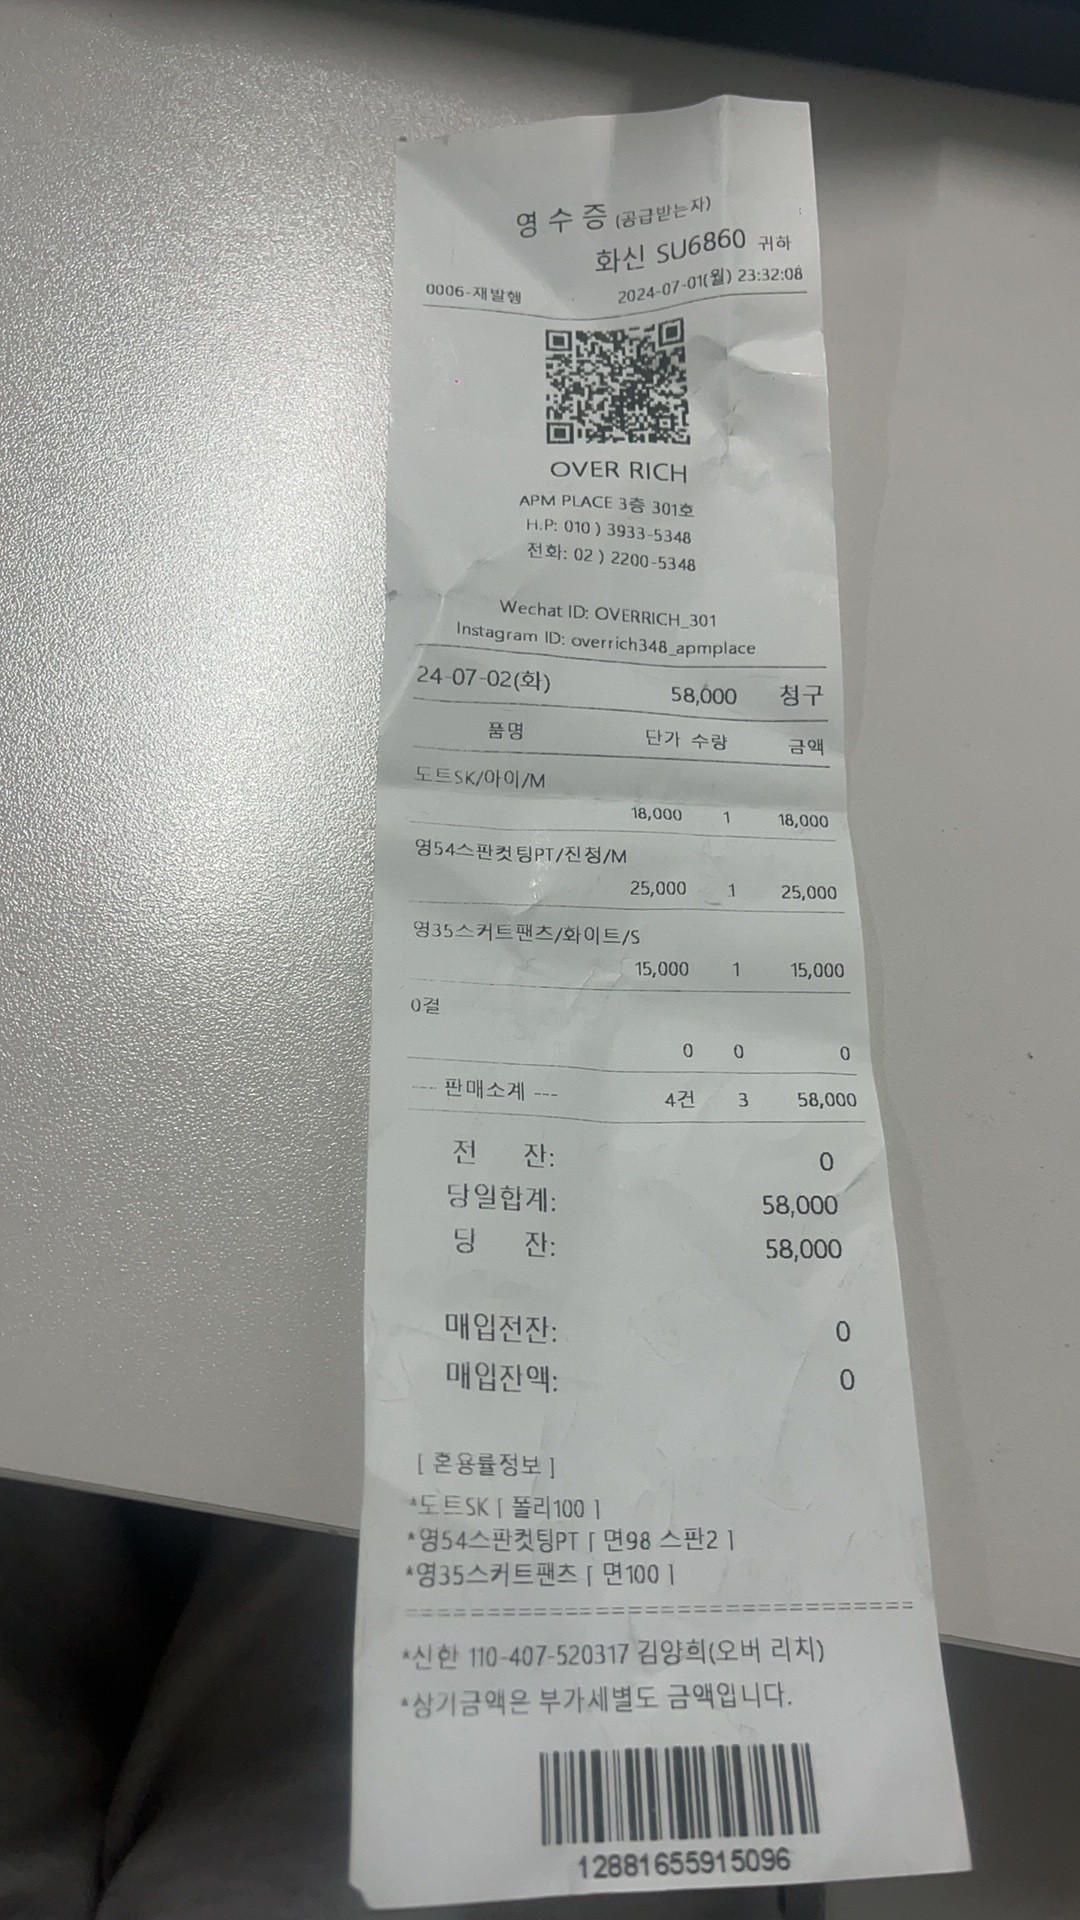 영 수 증 (공급받는자)
화신 SU6860 귀하
0006-재발행 2024-07-01(월) 23:32:08
OVER RICH
APM PLACE 3층 301호
H.P: 010 ) 3933-5348
전화: 02 ) 2200-5348
Wechat ID: OVERRICH_301
Instagram ID: overrich348_apmplace
24-07-02(화) 58,000 청구
품명 단가 수량 금액
도트SK/아이/M
18,000 1 18,000
영54스판컷팅PT/진청/M
25,000 1 25,000
영35스커트팬츠/화이트/S
15,000 1 15,000
0결
0 0 0
--- 판매소계 --- 4건 3 58,000
전 잔: 0
당일합계: 58,000
당 잔: 58,000
매입전잔: 0
매입잔액: 0
[ 혼용률정보 ]
*도트SK [ 폴리100 ]
*영54스판컷팅PT [ 면98 스판2 ]
*영35스커트팬츠 [ 면100 ]
================================
*신한 110-407-520317 김양희(오버 리치)
*상기금액은 부가세별도 금액입니다.
12881655915096